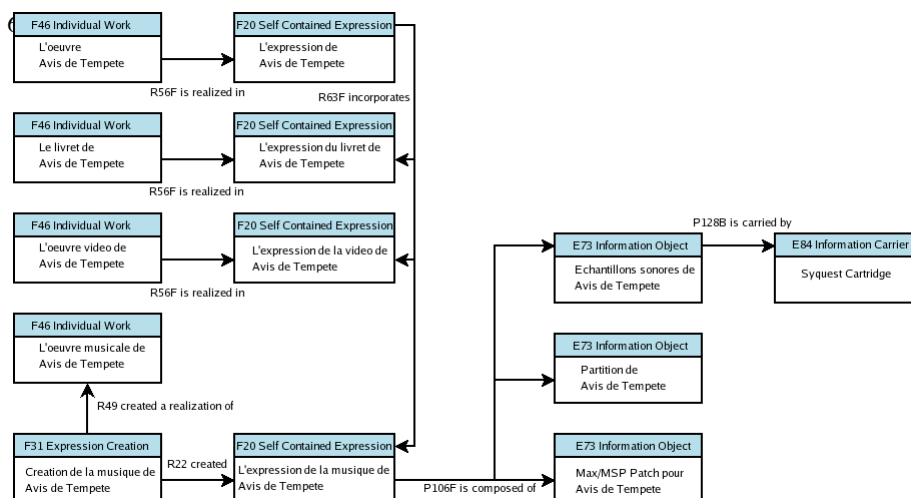 F46 Individual Work
L'oeuvre
Avis de Tempete
F20 Self Contained Expression
L'expression de
Avis de Tempete
R56F is realized in
R63F incorporates
F46 Individual Work
Le livret de
Avis de Tempete
F20 Self Contained Expression
L'expression du livret de
Avis de Tempete
R56F is realized in
F46 Individual Work
L'oeuvre video de
Avis de Tempete
F20 Self Contained Expression
L'expression de la video de
Avis de Tempete
R56F is realized in
P128B is carried by
E73 Information Object
Echantillons sonores de
Avis de Tempete
E84 Information Carrier
Syquest Cartridge
F46 Individual Work
L'oeuvre musicale de
Avis de Tempete
E73 Information Object
Partition de
Avis de Tempete
R49 created a realization of
F31 Expression Creation
Creation de la musique de
Avis de Tempete
R22 created
F20 Self Contained Expression
L'expression de la musique de
Avis de Tempete
P106F is composed of
E73 Information Object
Max/MSP Patch pour
Avis de Tempete